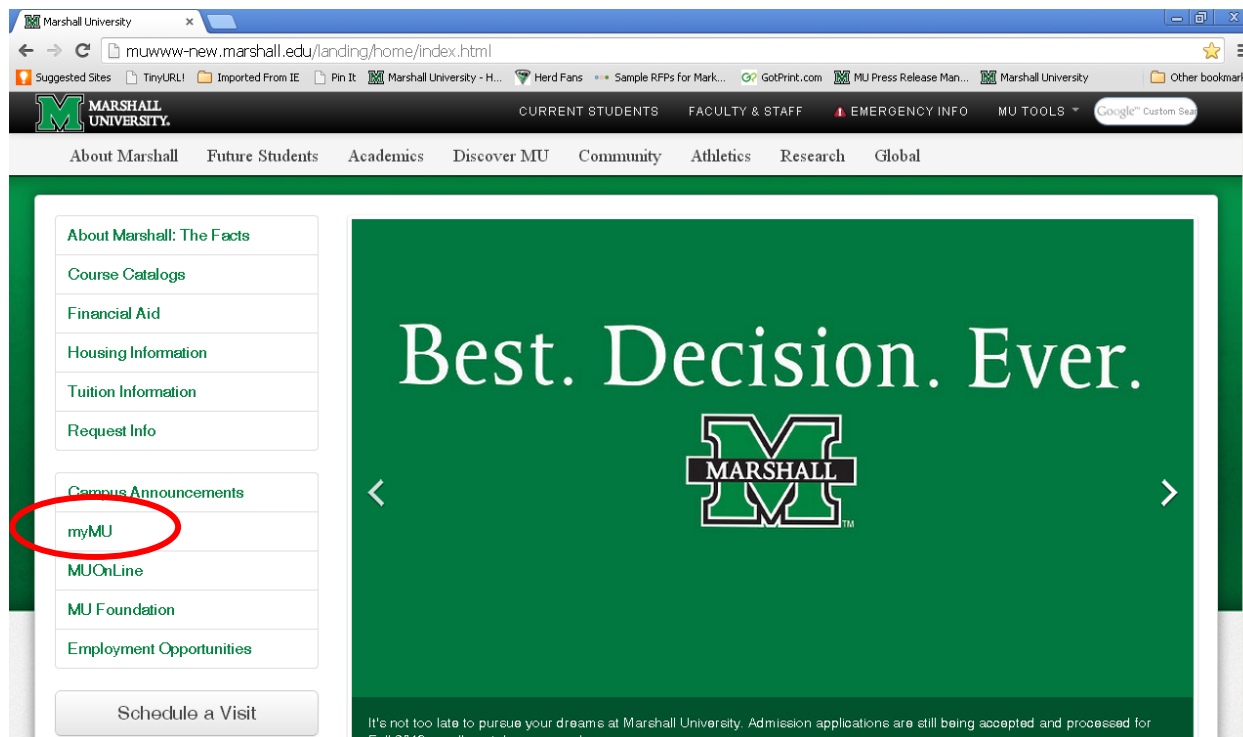 Marshall University
muwww-new.marshall.edu/landing/home/index.html
Suggested Sites TinyURL! Imported From IE Pin It Marshall University - H... Herd Fans Sample RFPs for Mark... GotPrint.com MU Press Release Man... Marshall University Other bookmark
MARSHALL
UNIVERSITY.
CURRENT STUDENTS FACULTY & STAFF EMERGENCY INFO MU TOOLS Google™ Custom Sear
About Marshall Future Students Academics Discover MU Community Athletics Research Global
About Marshall: The Facts
Course Catalogs
Financial Aid
Housing Information
Tuition Information
Request Info
Campus Announcements
myMU
MUOnLine
MU Foundation
Employment Opportunities
Schedule a Visit
Best. Decision. Ever.
MARSHALL
TM
It's not too late to pursue your dreams at Marshall University. Admission applications are still being accepted and processed for